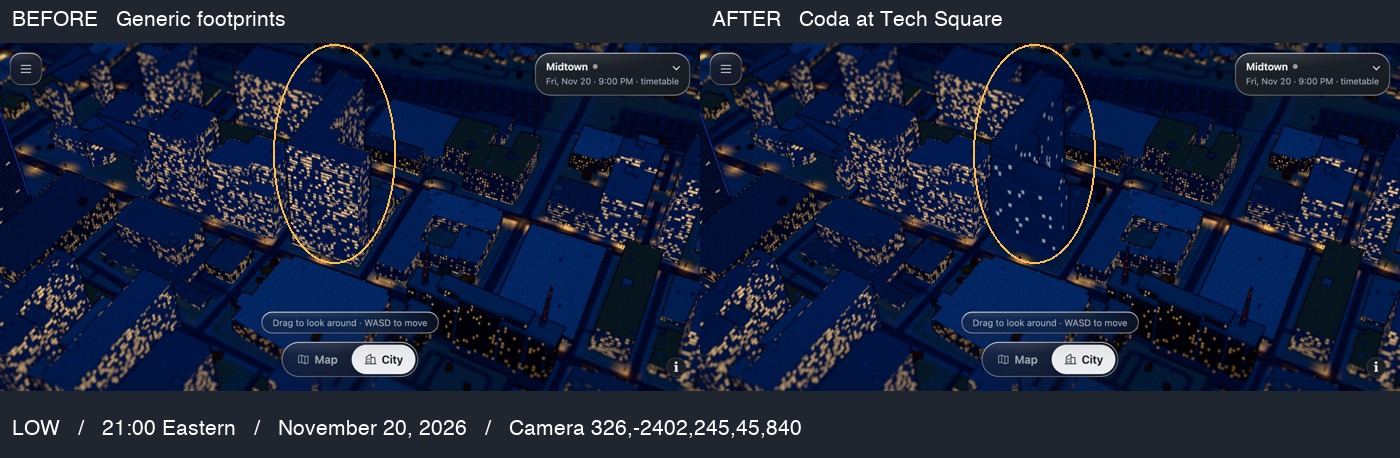 BEFORE Generic footprints
AFTER Coda at Tech Square
Midtown
Fri, Nov 20 · 9:00 PM · timetable
Midtown
Fri, Nov 20 · 9:00 PM · timetable
Drag to look around · WASD to move
Map City
i
Drag to look around · WASD to move
Map City
i
LOW / 21:00 Eastern / November 20, 2026 / Camera 326,-2402,245,45,840